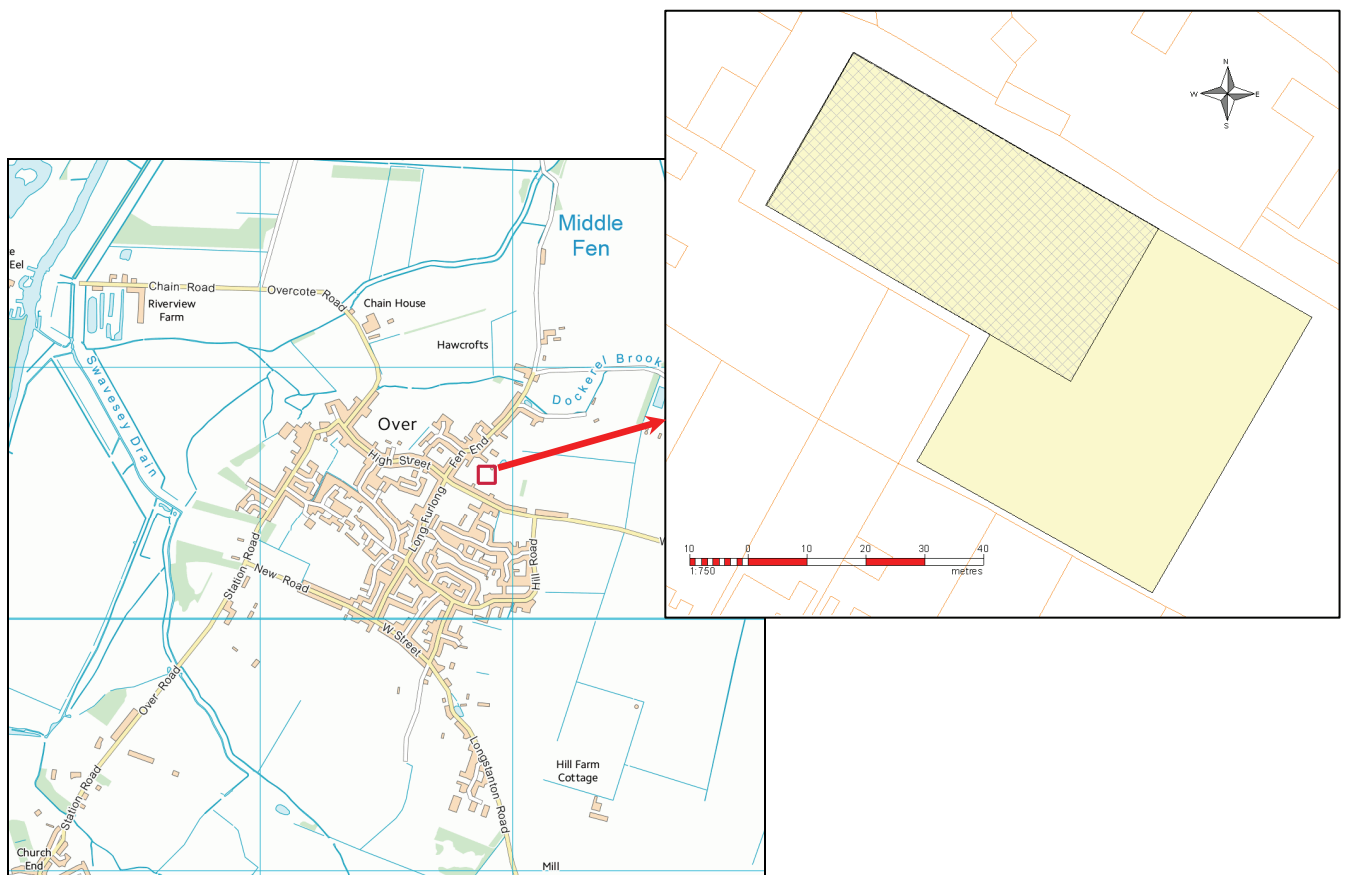 N
W
E
S
10
0
10
20
30
40
1:750
metres
Middle
Fen
e
Eel
Chain Road
Overcote Road
Riverview
Farm
Chain House
Hawcrofts
Swavesey Drain
Dockerel Brook
Over
High Street
Fen End
Long Furlong
Station Road
New Road
Hill Road
W
W Street
Over Road
Longstanton Road
Station Road
Hill Farm
Cottage
Church
End
Mill